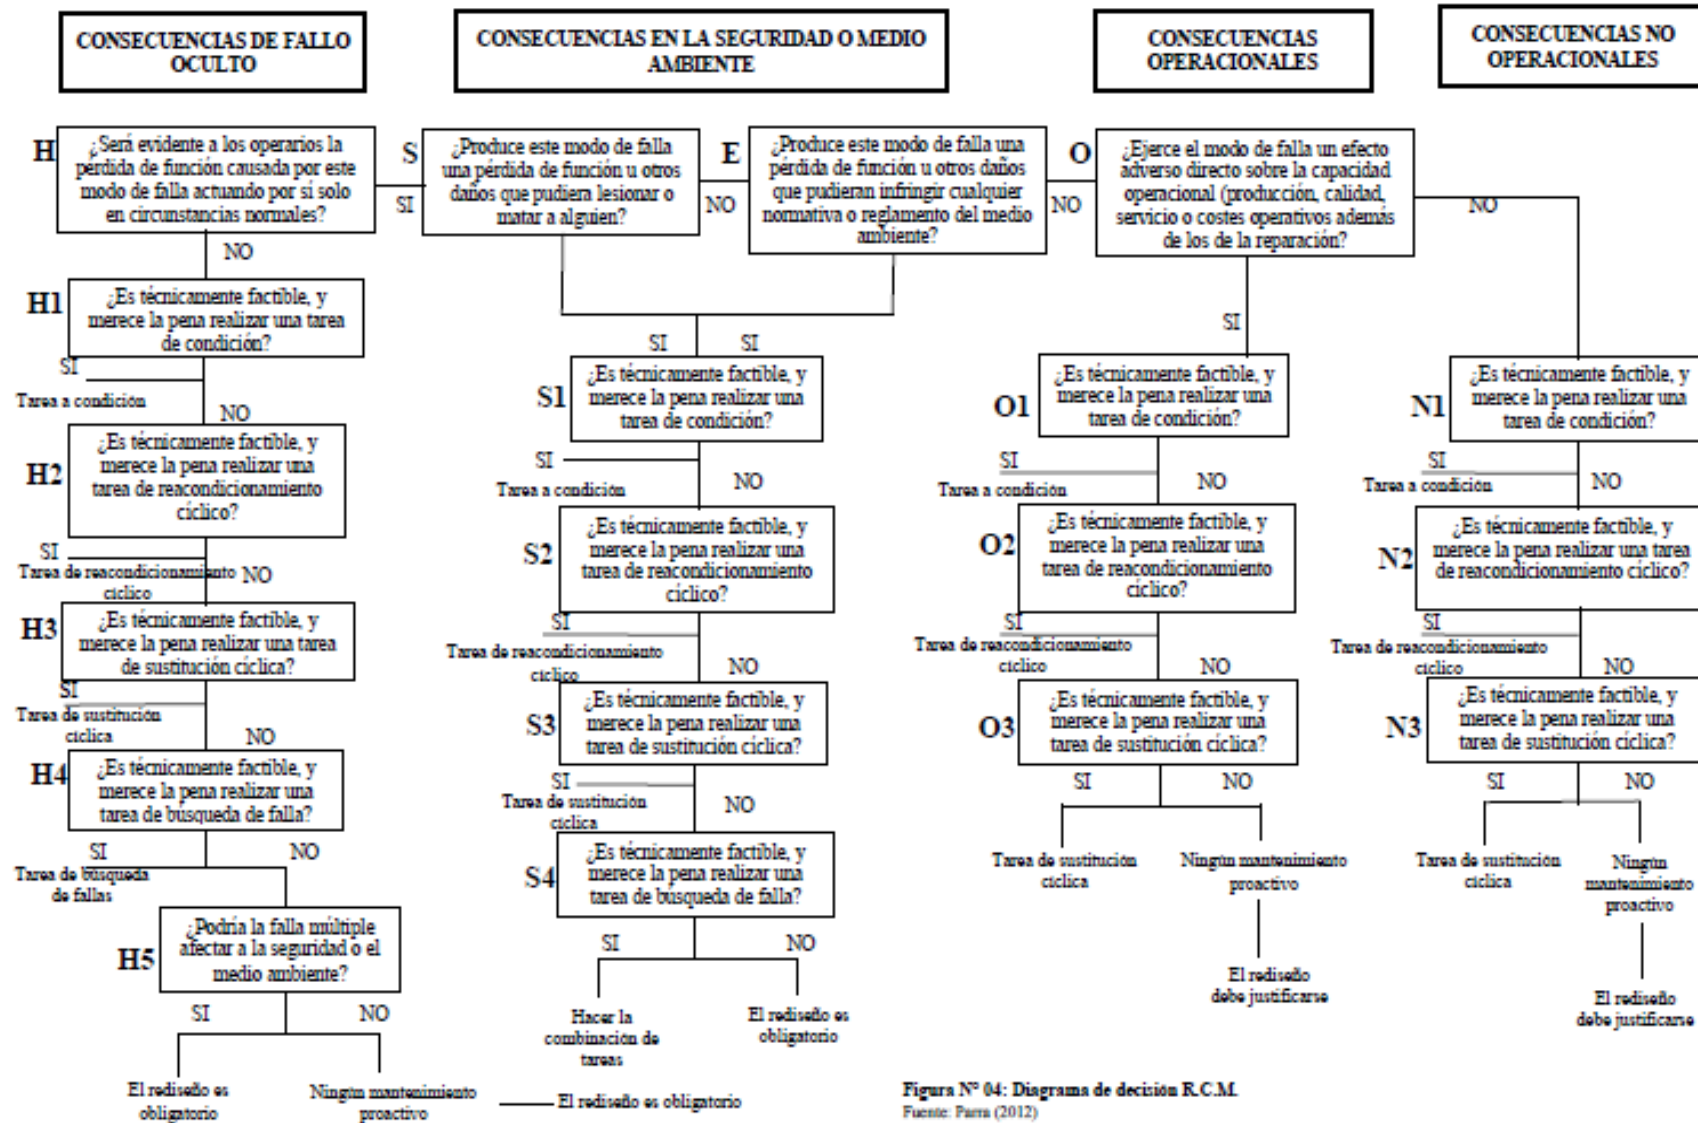 CONSECUENCIAS DE FALLO
OCULTO
CONSECUENCIAS EN LA SEGURIDAD O MEDIO
AMBIENTE
CONSECUENCIAS
OPERACIONALES
CONSECUENCIAS NO
OPERACIONALES
H
¿Será evidente a los operarios la
pérdida de función causada por este
modo de falla actuando por sí solo
en circunstancias normales?
SI
NO
S
¿Produce este modo de falla
una pérdida de función u otros
daños que pudiera lesionar o
matar a alguien?
NO
E
¿Produce este modo de falla una
pérdida de función u otros daños
que pudieran infringir cualquier
normativa o reglamento del medio
ambiente?
NO
O
¿Ejerce el modo de falla un efecto
adverso directo sobre la capacidad
operacional (producción, calidad,
servicio o costes operativos además
de los de la reparación?
NO
SI
H1
¿Es técnicamente factible, y
merece la pena realizar una tarea
de condición?
SI
Tarea a condición
NO
H2
¿Es técnicamente factible, y
merece la pena realizar una
tarea de reacondicionamiento
cíclico?
SI
Tarea de reacondicionamiento
cíclico
NO
H3
¿Es técnicamente factible, y
merece la pena realizar una tarea
de sustitución cíclica?
SI
Tarea de sustitución
cíclica
NO
H4
¿Es técnicamente factible, y
merece la pena realizar una
tarea de búsqueda de falla?
SI
NO
Tarea de búsqueda
de fallas
H5
¿Podría la falla múltiple
afectar a la seguridad o el
medio ambiente?
SI
NO
El rediseño es
obligatorio
Ningún mantenimiento
proactivo
El rediseño es obligatorio
SI
SI
S1
¿Es técnicamente factible, y
merece la pena realizar una
tarea de condición?
SI
Tarea a condición
NO
S2
¿Es técnicamente factible, y
merece la pena realizar una
tarea de reacondicionamiento
cíclico?
SI
Tarea de reacondicionamiento
cíclico
NO
S3
¿Es técnicamente factible, y
merece la pena realizar una
tarea de sustitución cíclica?
SI
Tarea de sustitución
cíclica
NO
S4
¿Es técnicamente factible, y
merece la pena realizar una
tarea de búsqueda de falla?
SI
NO
Hacer la
combinación de
tareas
El rediseño es
obligatorio
O1
¿Es técnicamente factible, y
merece la pena realizar una
tarea de condición?
SI
Tarea a condición
NO
O2
¿Es técnicamente factible, y
merece la pena realizar una
tarea de reacondicionamiento
cíclico?
SI
Tarea de reacondicionamiento
cíclico
NO
O3
¿Es técnicamente factible, y
merece la pena realizar una
tarea de sustitución cíclica?
SI
NO
Tarea de sustitución
cíclica
Ningún mantenimiento
proactivo
El rediseño
debe justificarse
N1
¿Es técnicamente factible, y
merece la pena realizar una
tarea de condición?
SI
Tarea a condición
NO
N2
¿Es técnicamente factible, y
merece la pena realizar una tarea
de reacondicionamiento cíclico?
SI
Tarea de reacondicionamiento
cíclico
NO
N3
¿Es técnicamente factible, y
merece la pena realizar una
tarea de sustitución cíclica?
SI
NO
Tarea de sustitución
cíclica
Ningún
mantenimiento
proactivo
El rediseño
debe justificarse
Figura Nº 04: Diagrama de decisión R.C.M.
Fuente: Parra (2012)